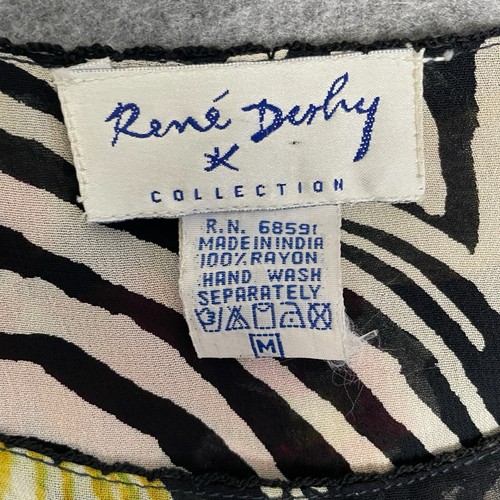 René Derhy
COLLECTION
R.N. 68591
MADE IN INDIA
100% RAYON
HAND WASH
SEPARATELY
M